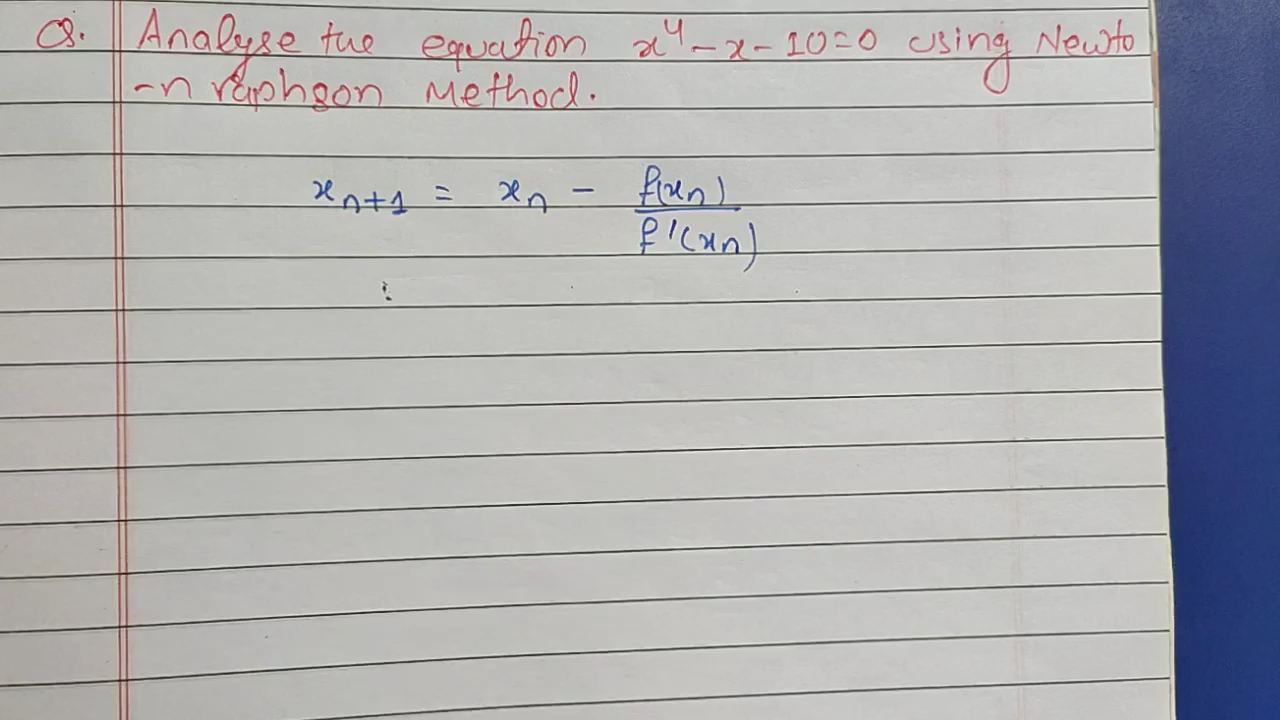 Q. Analyse the equation x⁴-x-10=0 using Newto
-n raphson Method.
xₙ₊₁ = xₙ - f(xₙ)
f'(xₙ)